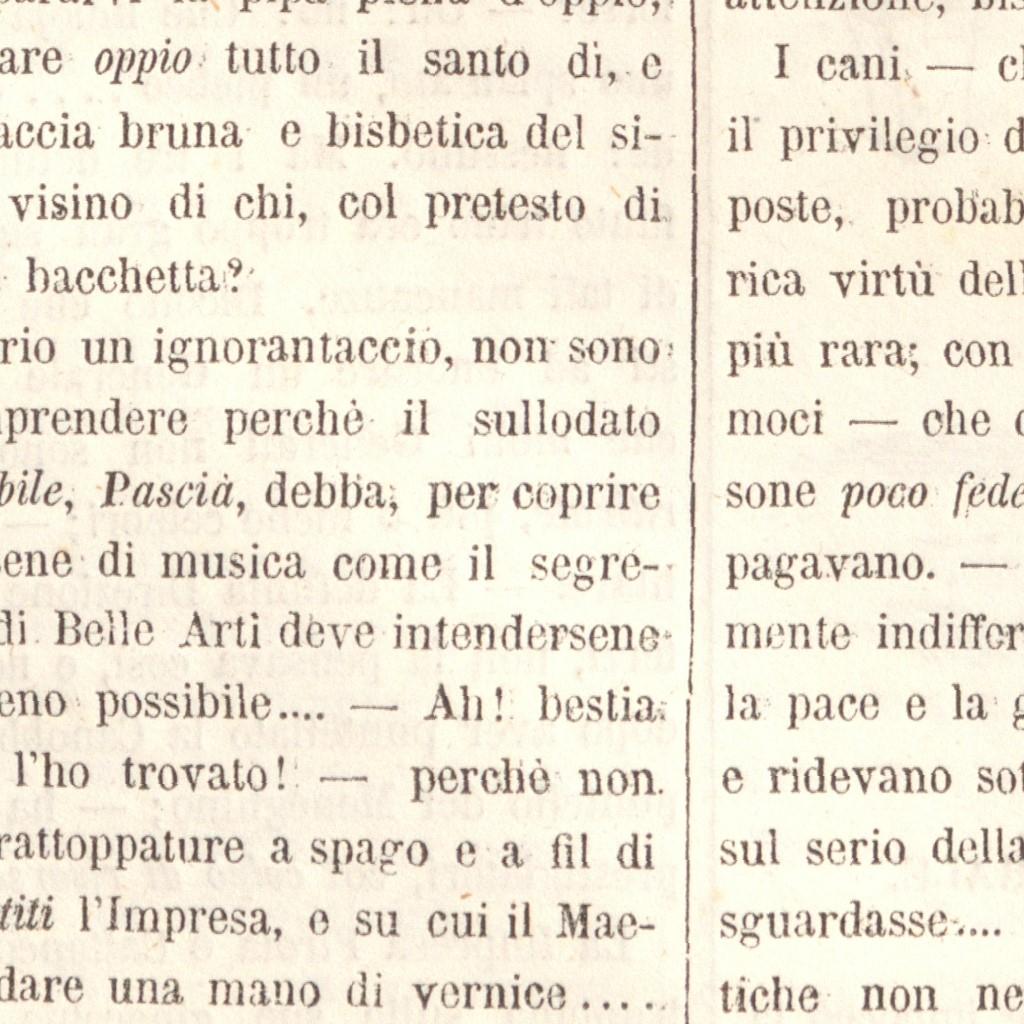 la pipa piena d'oppio,
are oppio tutto il santo dì, e
accia bruna e bisbetica del si-
visino di chi, col pretesto di
bacchetta?
rio un ignorantaccio, non sono
prendere perchè il sullodato
bile, Pascià, debba, per coprire
ene di musica come il segre-
di Belle Arti deve intendersene
eno possibile.... — Ah! bestia
l'ho trovato! — perchè non
rattoppature a spago e a fil di
titi l'Impresa, e su cui il Mae-
dare una mano di vernice.....
attenzione, bis
I cani — c
il privilegio d
poste, probab
rica virtù dell
più rara; con
moci — che
sone poco fede
pagavano. —
mente indiffer
la pace e la g
e ridevano sot
sul serio della
sguardasse....
tiche non ne